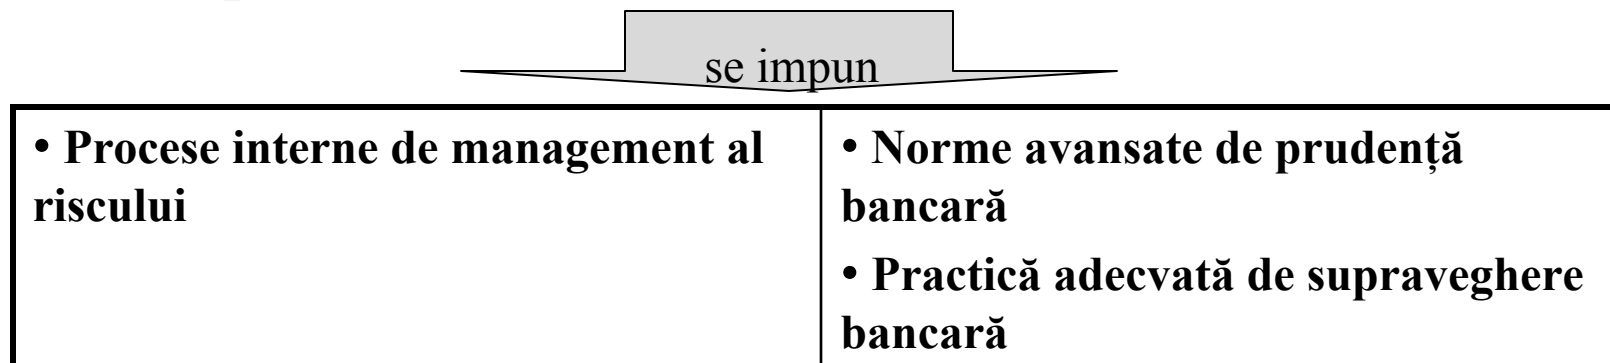 se impun
• Procese interne de management al
riscului
• Norme avansate de prudență
bancară
• Practică adecvată de supraveghere
bancară